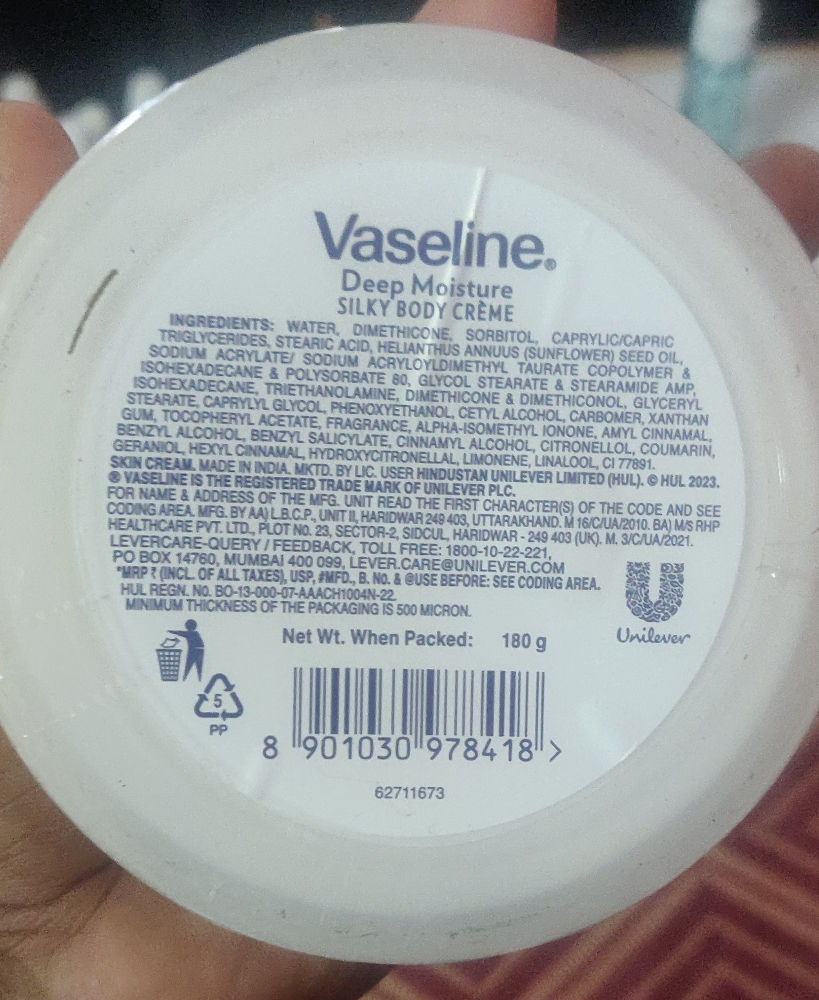 Vaseline®
Deep Moisture
SILKY BODY CRÈME
INGREDIENTS: WATER, DIMETHICONE, SORBITOL, CAPRYLIC/CAPRIC
TRIGLYCERIDES, STEARIC ACID, HELIANTHUS ANNUUS (SUNFLOWER) SEED OIL,
SODIUM ACRYLATE/ SODIUM ACRYLOYLDIMETHYL TAURATE COPOLYMER &
ISOHEXADECANE & POLYSORBATE 80, GLYCOL STEARATE & STEARAMIDE AMP,
ISOHEXADECANE, TRIETHANOLAMINE, DIMETHICONE & DIMETHICONOL, GLYCERYL
STEARATE, CAPRYLYL GLYCOL, PHENOXYETHANOL, CETYL ALCOHOL, CARBOMER, XANTHAN
GUM, TOCOPHERYL ACETATE, FRAGRANCE, ALPHA-ISOMETHYL IONONE, AMYL CINNAMAL,
BENZYL ALCOHOL, BENZYL SALICYLATE, CINNAMYL ALCOHOL, CITRONELLOL, COUMARIN,
GERANIOL, HEXYL CINNAMAL, HYDROXYCITRONELLAL, LIMONENE, LINALOOL, CI 77891.
SKIN CREAM. MADE IN INDIA. MKTD. BY LIC. USER HINDUSTAN UNILEVER LIMITED (HUL). © HUL 2023.
® VASELINE IS THE REGISTERED TRADE MARK OF UNILEVER PLC.
FOR NAME & ADDRESS OF THE MFG. UNIT READ THE FIRST CHARACTER(S) OF THE CODE AND SEE
CODING AREA. MFG. BY AA) L.B.C.P., UNIT II, HARIDWAR 249 403, UTTARAKHAND. M 16/C/UA/2010. BA) M/S RHP
HEALTHCARE PVT. LTD., PLOT No. 23, SECTOR-2, SIDCUL, HARIDWAR - 249 403 (UK). M. 3/C/UA/2021.
LEVERCARE-QUERY / FEEDBACK, TOLL FREE: 1800-10-22-221,
PO BOX 14760, MUMBAI 400 099, LEVER.CARE@UNILEVER.COM
*MRP ₹ (INCL. OF ALL TAXES), USP, #MFD., B. No. & @USE BEFORE: SEE CODING AREA.
HUL REGN. No. BO-13-000-07-AAACH1004N-22
MINIMUM THICKNESS OF THE PACKAGING IS 500 MICRON.
Unilever
Net Wt. When Packed: 180 g
5
PP
8 901030 978418 >
62711673